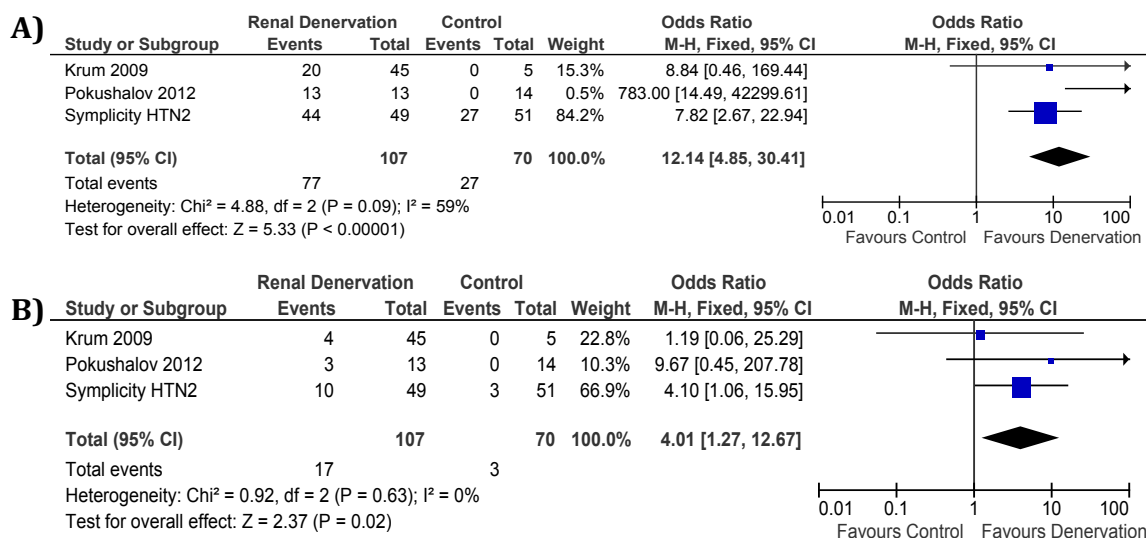 A)
Renal Denervation Control Odds Ratio Odds Ratio
Study or Subgroup Events Total Events Total Weight M-H, Fixed, 95% CI M-H, Fixed, 95% CI
Krum 2009 20 45 0 5 15.3% 8.84 [0.46, 169.44]
Pokushalov 2012 13 13 0 14 0.5% 783.00 [14.49, 42299.61]
Symplicity HTN2 44 49 27 51 84.2% 7.82 [2.67, 22.94]
Total (95% CI) 107 70 100.0% 12.14 [4.85, 30.41]
Total events 77 27
Heterogeneity: Chi² = 4.88, df = 2 (P = 0.09); I² = 59%
Test for overall effect: Z = 5.33 (P < 0.00001)
0.01 0.1 1 10 100
Favours Control Favours Denervation
B)
Renal Denervation Control Odds Ratio Odds Ratio
Study or Subgroup Events Total Events Total Weight M-H, Fixed, 95% CI M-H, Fixed, 95% CI
Krum 2009 4 45 0 5 22.8% 1.19 [0.06, 25.29]
Pokushalov 2012 3 13 0 14 10.3% 9.67 [0.45, 207.78]
Symplicity HTN2 10 49 3 51 66.9% 4.10 [1.06, 15.95]
Total (95% CI) 107 70 100.0% 4.01 [1.27, 12.67]
Total events 17 3
Heterogeneity: Chi² = 0.92, df = 2 (P = 0.63); I² = 0%
Test for overall effect: Z = 2.37 (P = 0.02)
0.01 0.1 1 10 100
Favours Control Favours Denervation